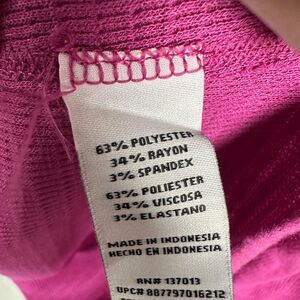 63% POLYESTER
34% RAYON
3% SPANDEX
63% POLIESTER
34% VISCOSA
3% ELASTANO
MADE IN INDONESIA
HECHO EN INDONESIA
RN# 137013
UPC# 887797016212